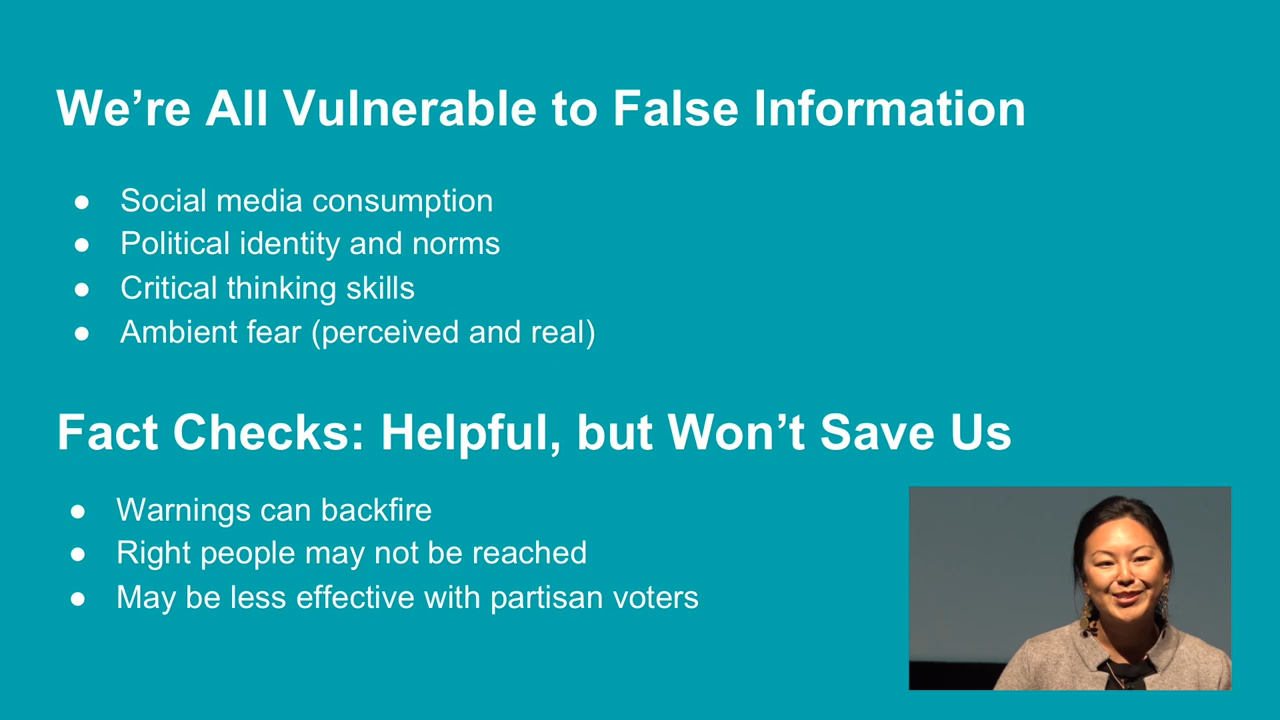 We’re All Vulnerable to False Information
● Social media consumption
● Political identity and norms
● Critical thinking skills
● Ambient fear (perceived and real)
Fact Checks: Helpful, but Won’t Save Us
● Warnings can backfire
● Right people may not be reached
● May be less effective with partisan voters